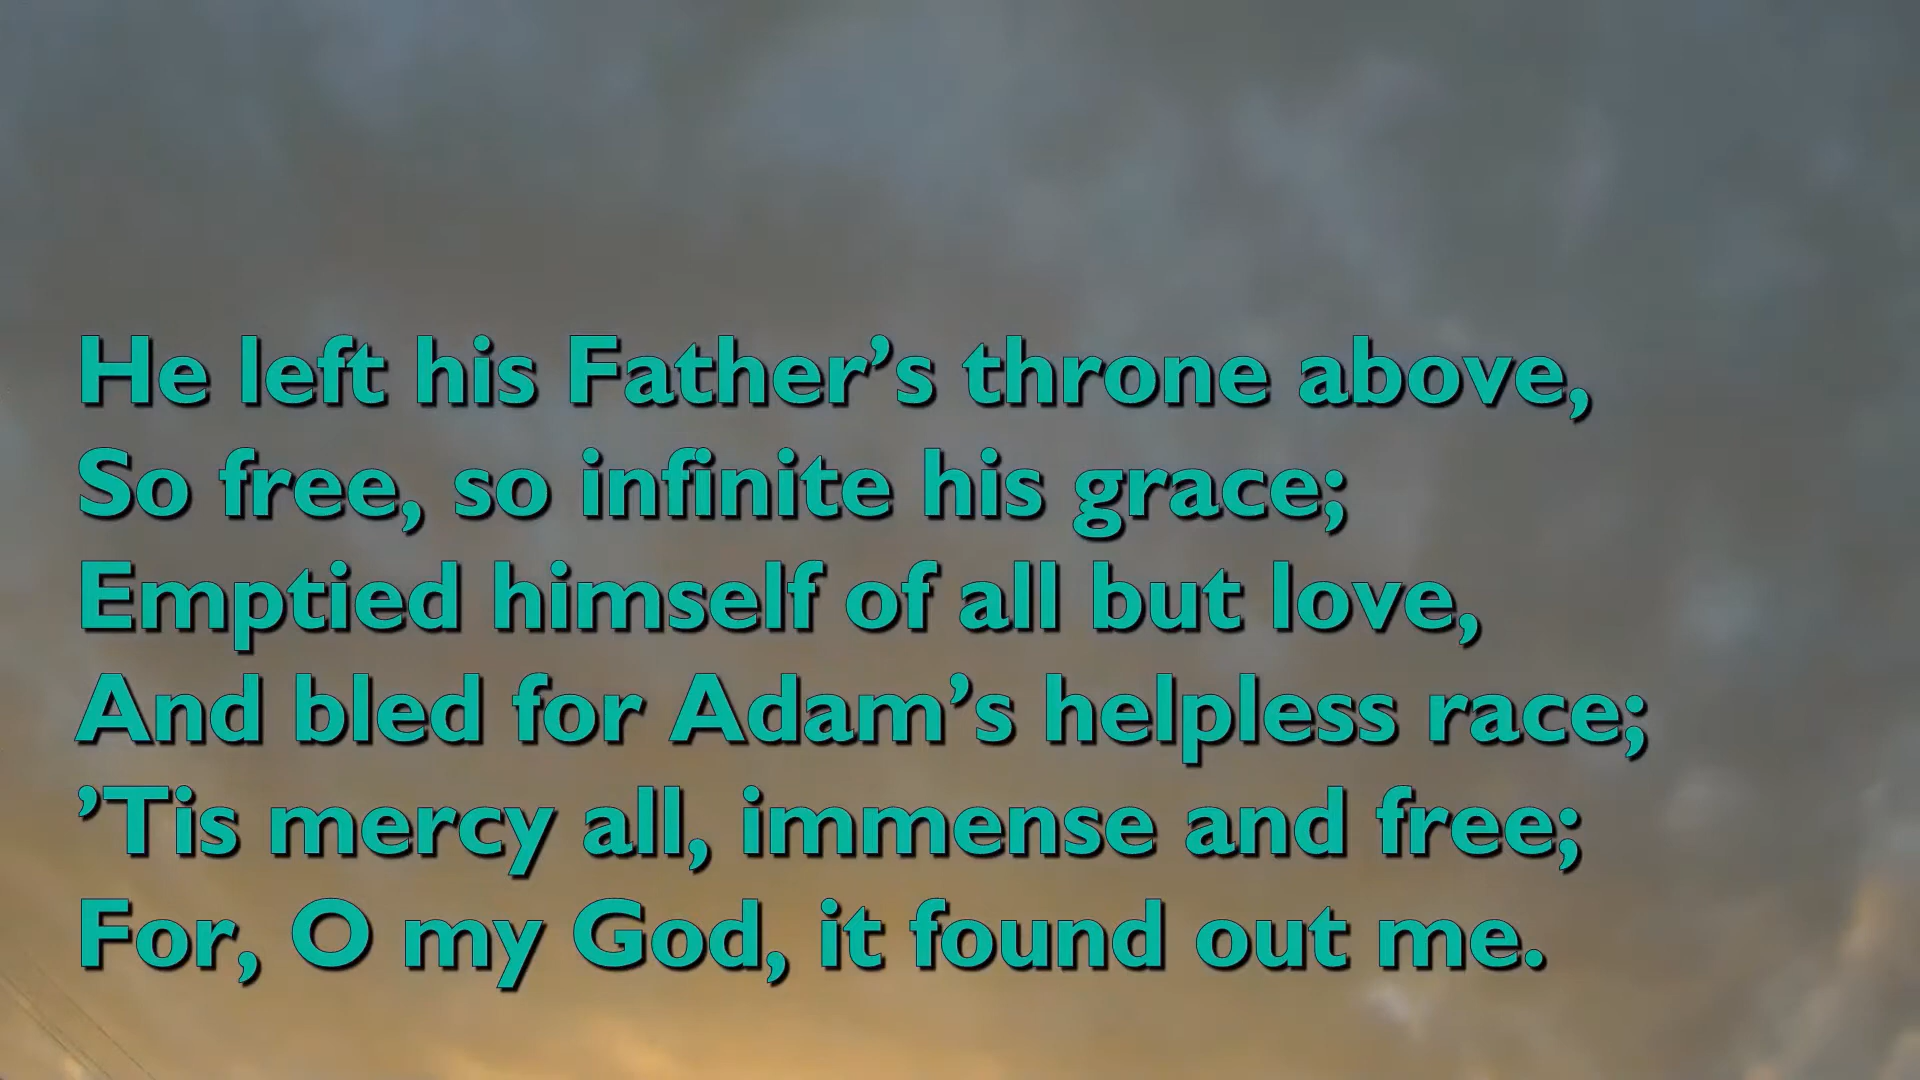 He left his Father’s throne above,
So free, so infinite his grace;
Emptied himself of all but love,
And bled for Adam’s helpless race;
’Tis mercy all, immense and free;
For, O my God, it found out me.